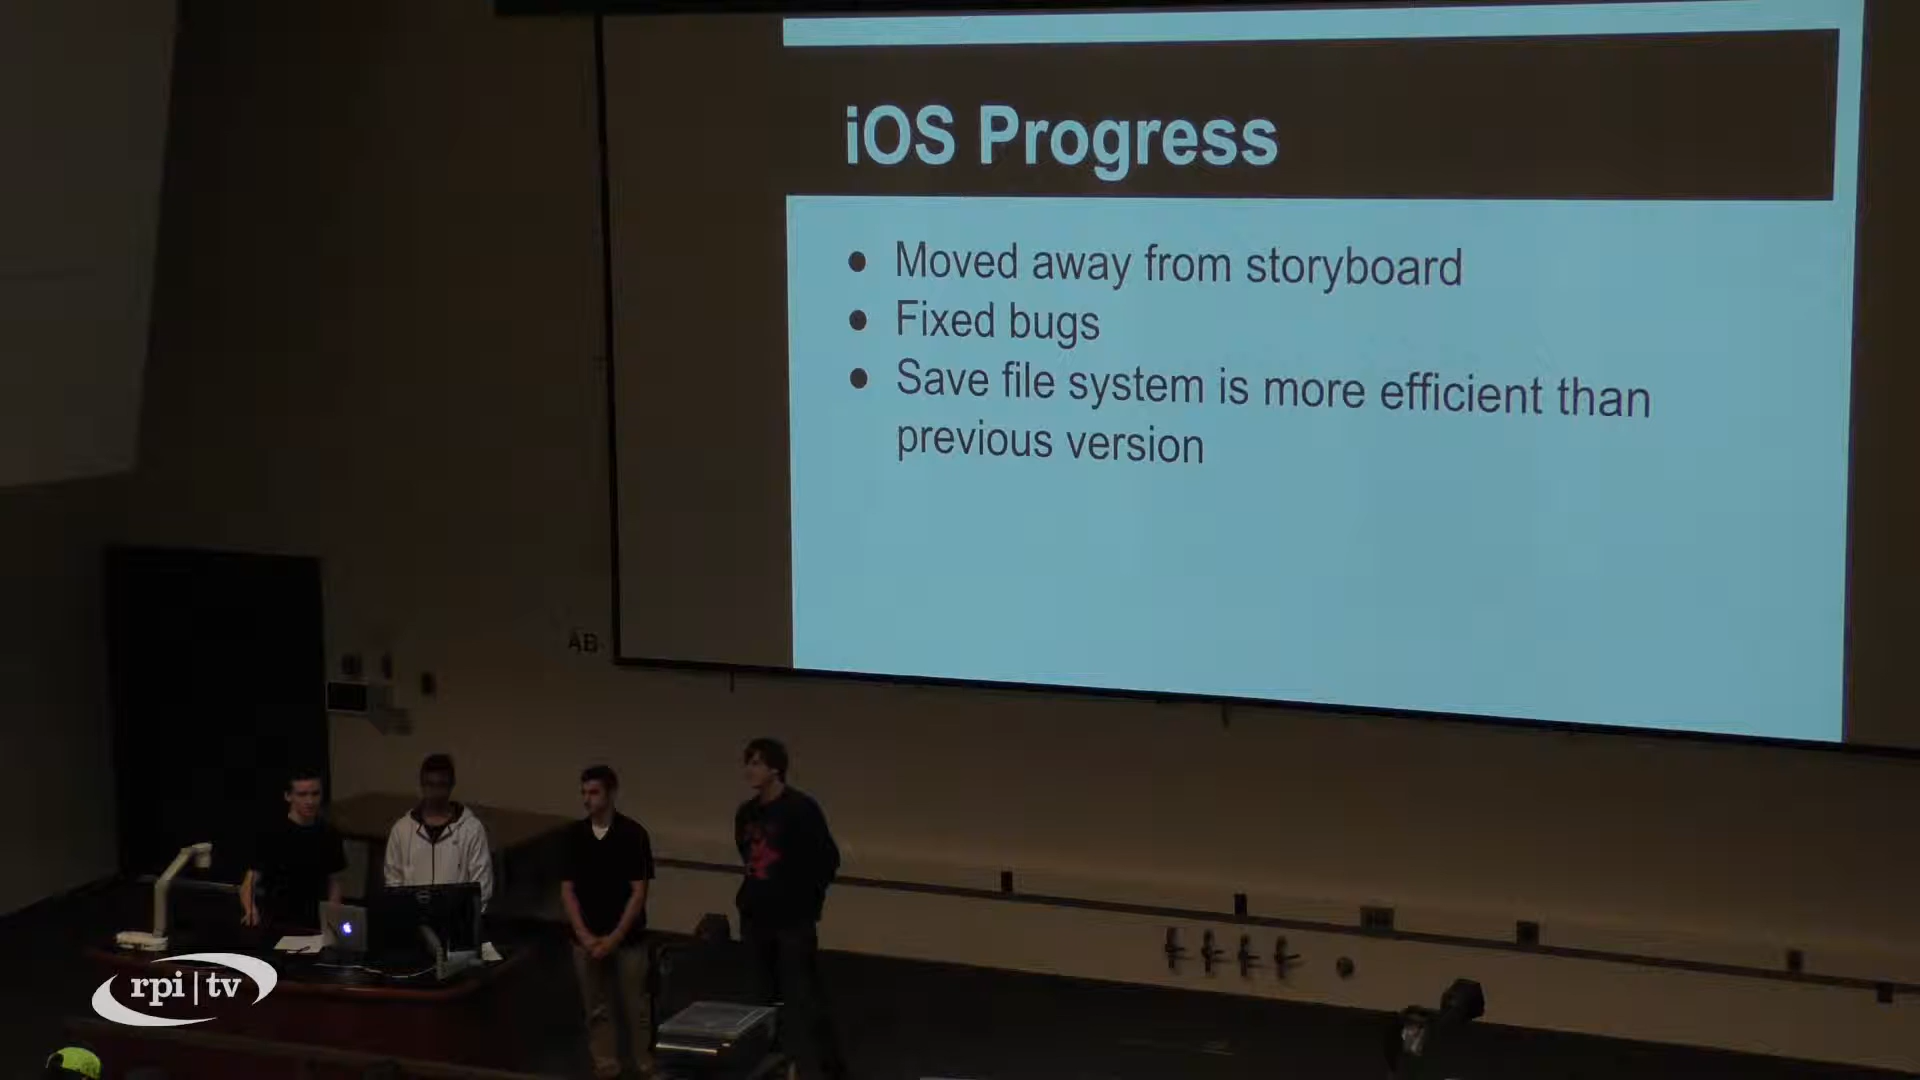 iOS Progress
• Moved away from storyboard
• Fixed bugs
• Save file system is more efficient than
previous version
AB
rpi|tv